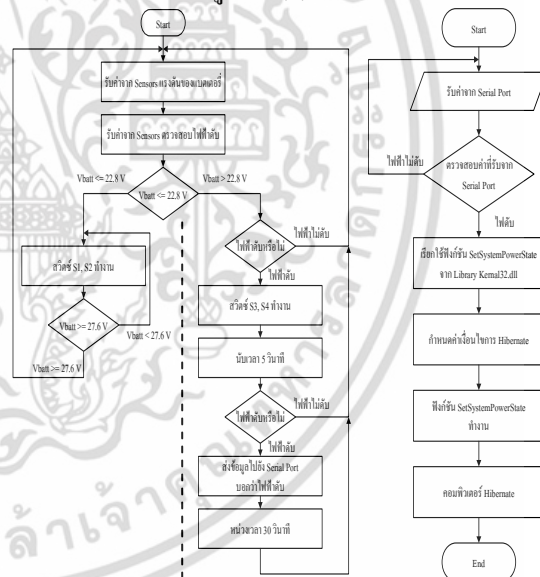 Start
รับค่าจาก Sensors แรงดันของแบตเตอรี่
รับค่าจาก Sensors ตรวจสอบไฟฟ้าดับ
Vbatt <= 22.8 V
Vbatt > 22.8 V
Vbatt <= 22.8 V
สวิตช์ S1, S2 ทำงาน
Vbatt >= 27.6 V
Vbatt < 27.6 V
Vbatt >= 27.6 V
ไฟฟ้าดับหรือไม่
ไฟฟ้าไม่ดับ
ไฟฟ้าดับ
สวิตช์ S3, S4 ทำงาน
นับเวลา 5 วินาที
ไฟฟ้าดับหรือไม่
ไฟฟ้าไม่ดับ
ไฟฟ้าดับ
ส่งข้อมูลไปยัง Serial Port
บอกว่าไฟฟ้าดับ
หน่วงเวลา 30 วินาที
Start
รับค่าจาก Serial Port
ไฟฟ้าไม่ดับ
ตรวจสอบค่าที่รับจาก
Serial Port
ไฟดับ
เรียกใช้ฟังก์ชัน SetSystemPowerState
จาก Library Kernal32.dll
กำหนดค่าเงื่อนไขการ Hibernate
ฟังก์ชัน SetSystemPowerState
ทำงาน
คอมพิวเตอร์ Hibernate
End